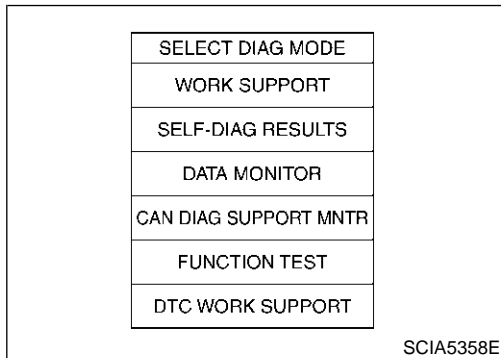 SELECT DIAG MODE
WORK SUPPORT
SELF-DIAG RESULTS
DATA MONITOR
CAN DIAG SUPPORT MNTR
FUNCTION TEST
DTC WORK SUPPORT
SCIA5358E